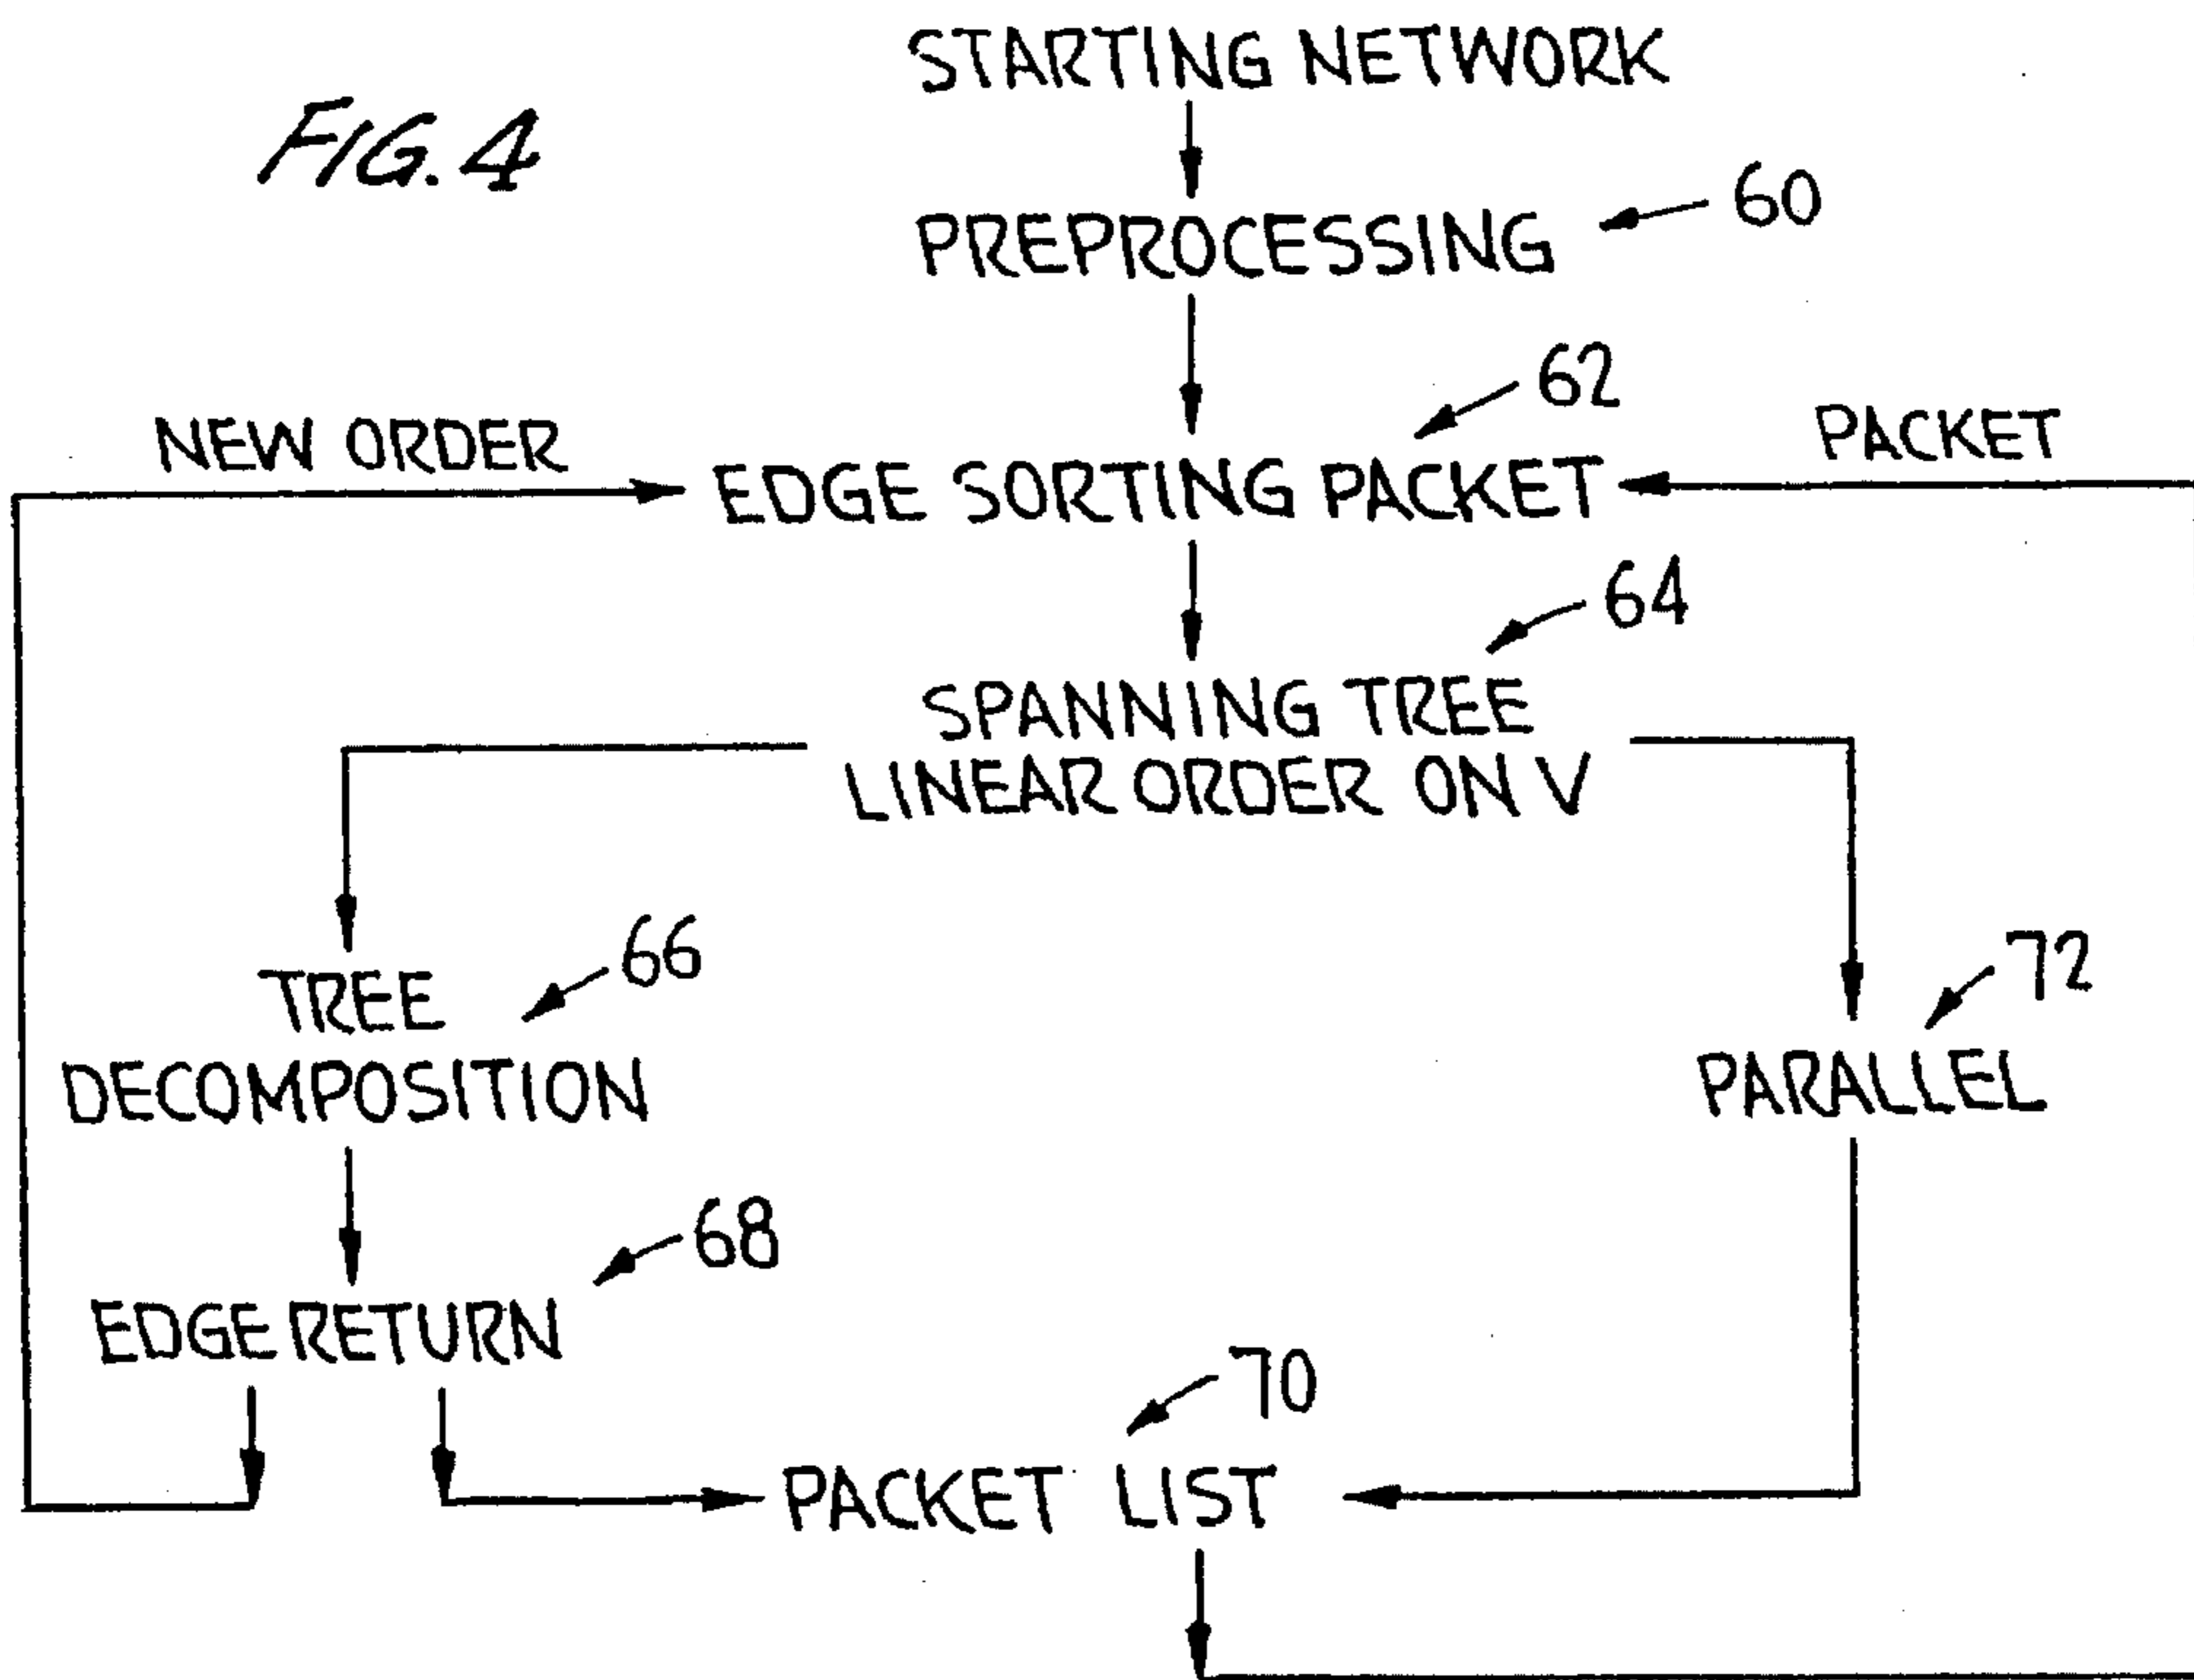 STARTING NETWORK
FIG. 4
PREPROCESSING
60
62
NEW ORDER
PACKET
EDGE SORTING PACKET
64
SPANNING TREE
LINEAR ORDER ON V
66
72
TREE
DECOMPOSITION
PARALLEL
68
EDGE RETURN
70
PACKET LIST